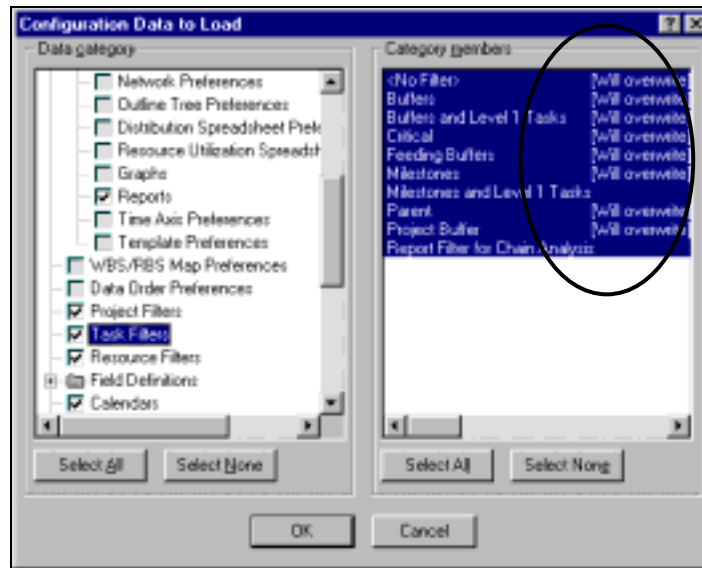 Configuration Data to Load
Data category
Network Preferences
Outline Tree Preferences
Distribution Spreadsheet Prefe
Resource Utilization Spreadsh
Graphs
Reports
Time Axis Preferences
Template Preferences
WBS/RBS Map Preferences
Data Order Preferences
Project Filters
Task Filters
Resource Filters
Field Definitions
Calendars
Select All
Select None
Category members
<No Filter> [Will overwrite]
Buffers [Will overwrite]
Buffers and Level 1 Tasks [Will overwrite]
Critical [Will overwrite]
Feeding Buffers [Will overwrite]
Milestones [Will overwrite]
Milestones and Level 1 Tasks
Parent [Will overwrite]
Project Buffer [Will overwrite]
Report Filter for Chain Analysis
Select All
Select None
OK
Cancel